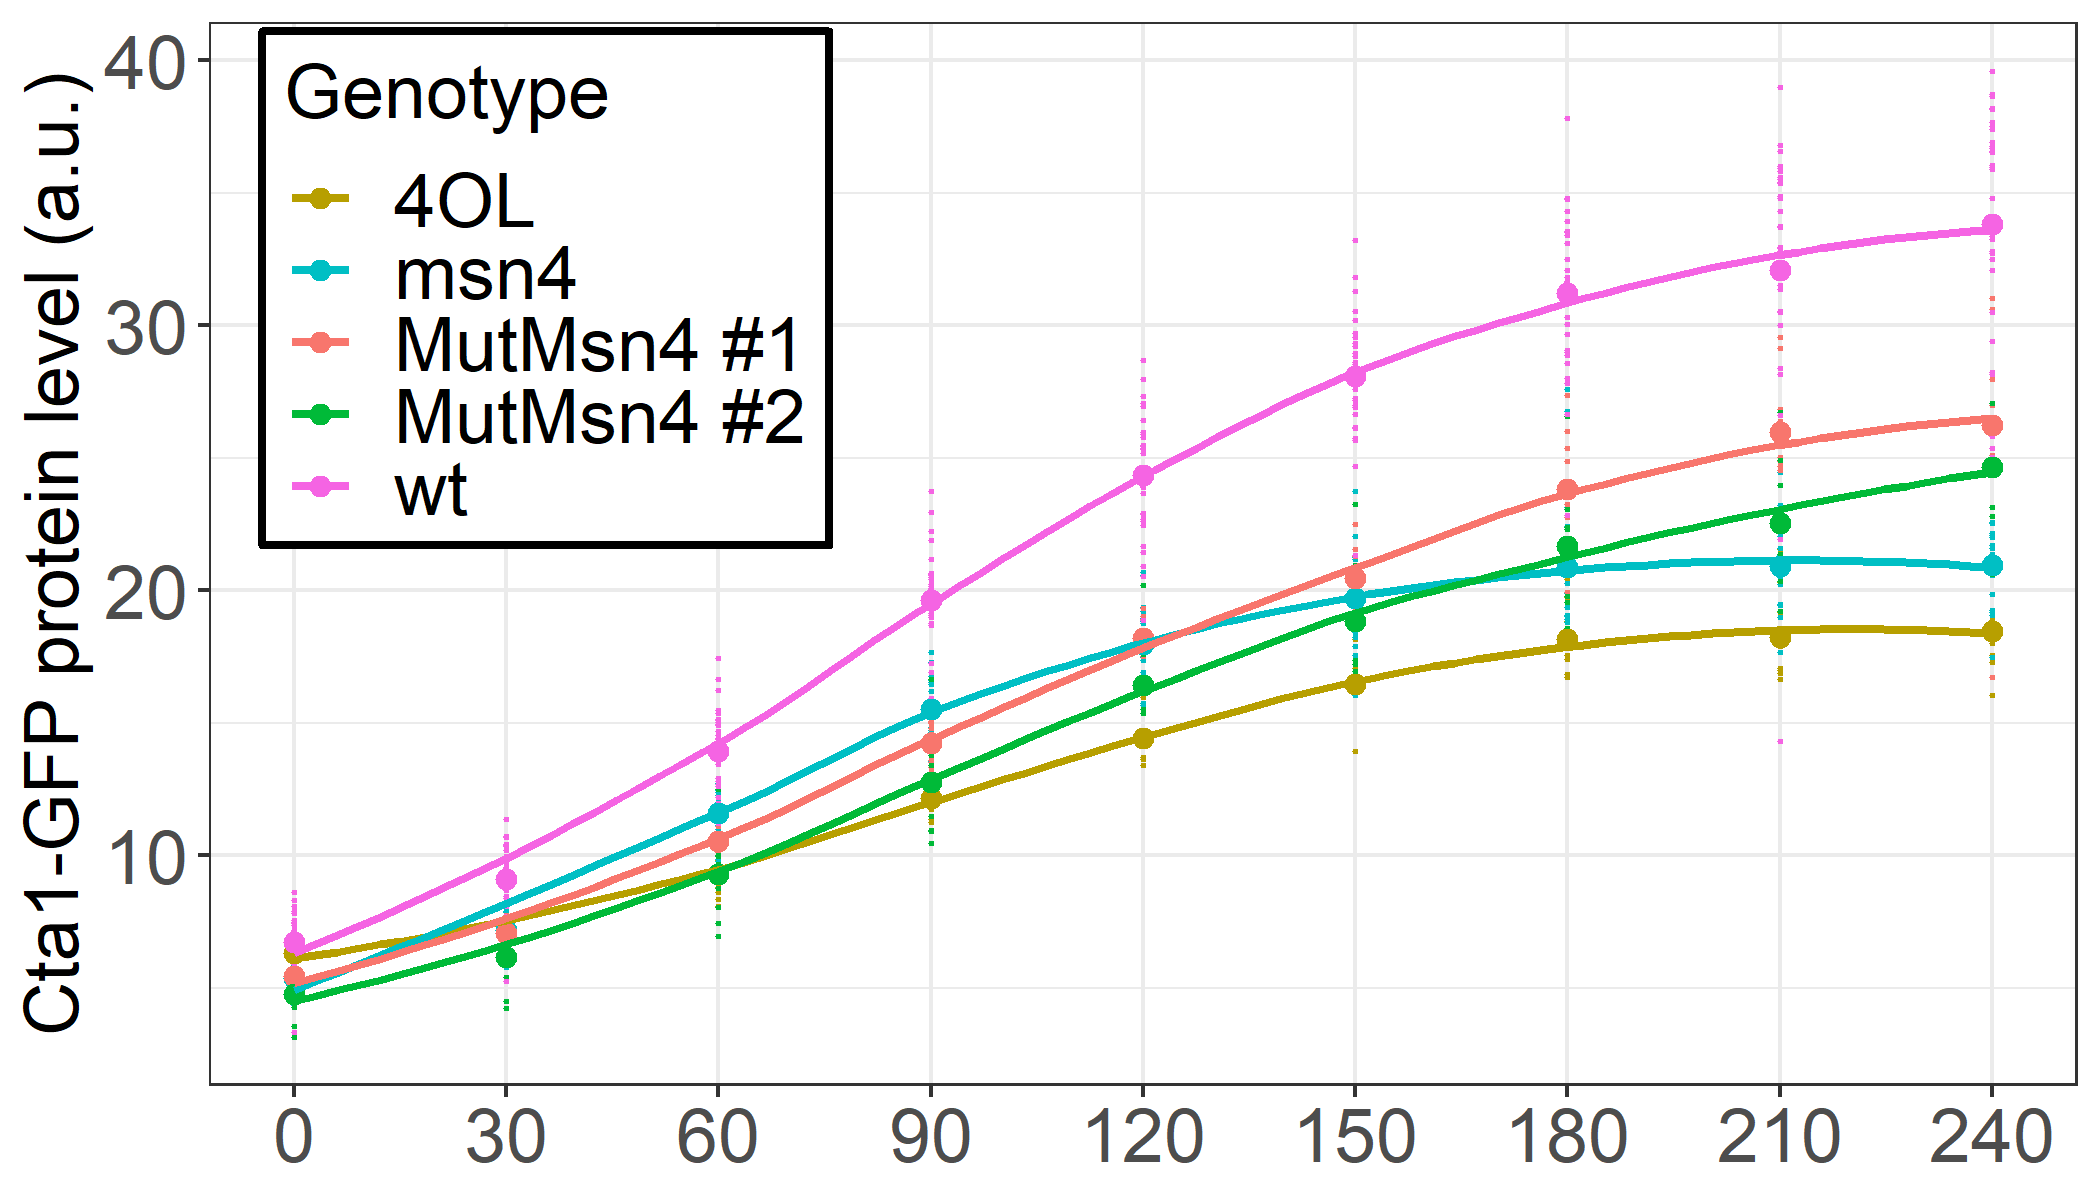 Cta1-GFP protein level (a.u.)
40
30
20
10
Genotype
4OL
msn4
MutMsn4 #1
MutMsn4 #2
wt
0 30 60 90 120 150 180 210 240